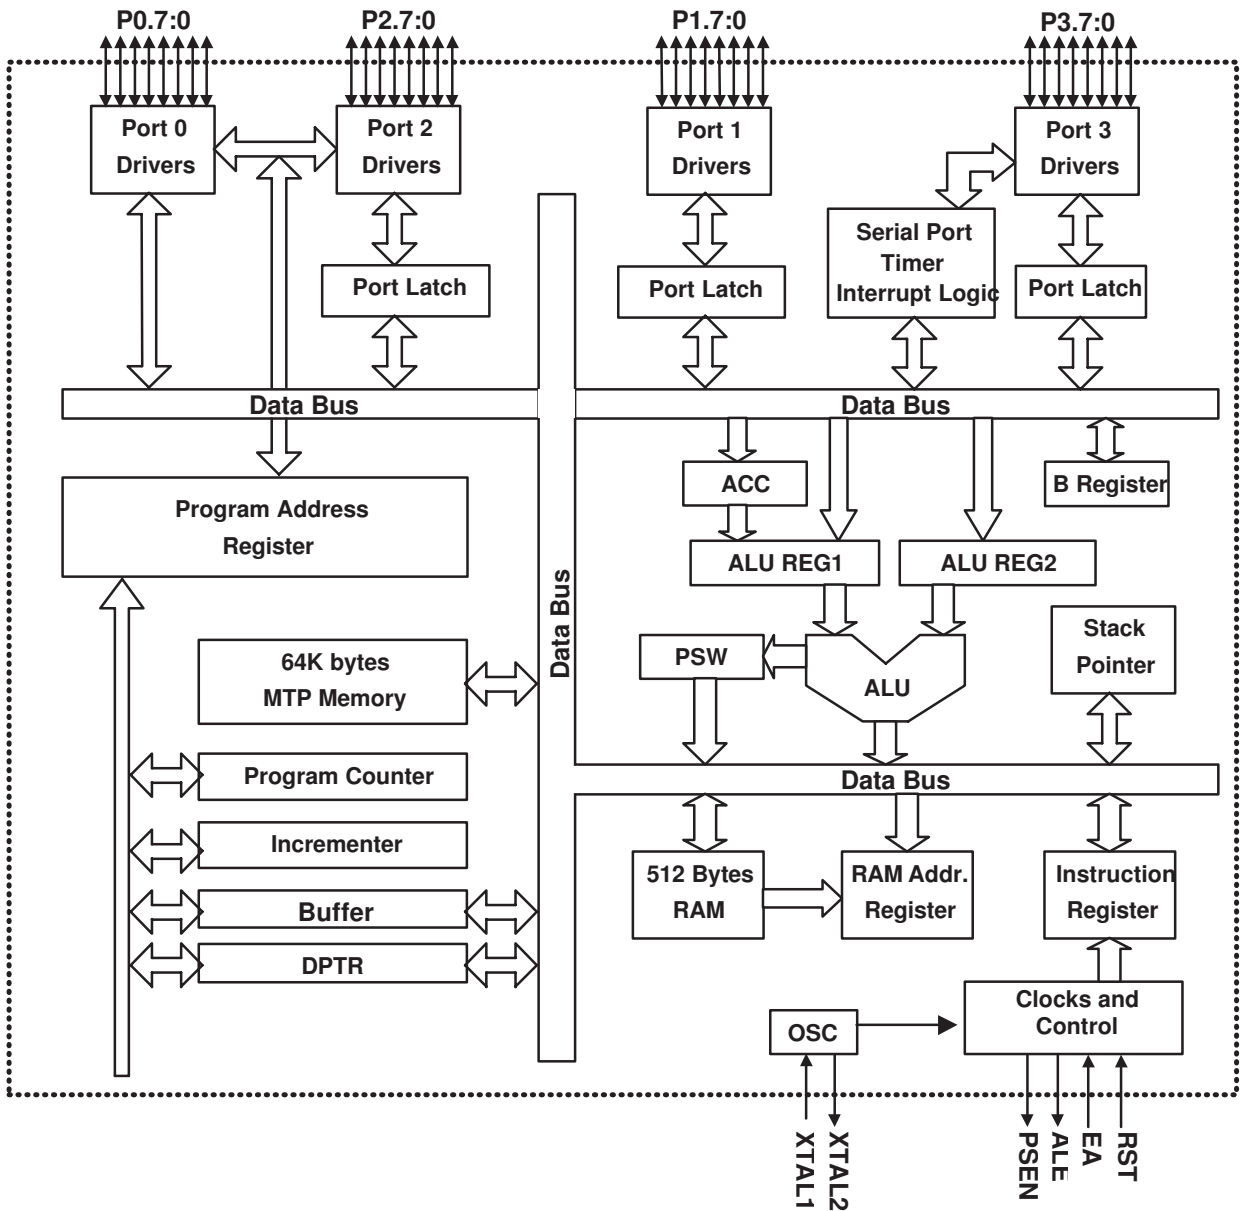 P0.7:0
P2.7:0
P1.7:0
P3.7:0
Port 0
Drivers
Port 2
Drivers
Port 1
Drivers
Port 3
Drivers
Serial Port
Timer
Interrupt Logic
Port Latch
Port Latch
Port Latch
Data Bus
Data Bus
Program Address
Register
ACC
B Register
ALU REG1
ALU REG2
Data Bus
64K bytes
MTP Memory
PSW
ALU
Stack
Pointer
Program Counter
Data Bus
Incrementer
Buffer
DPTR
512 Bytes
RAM
RAM Addr.
Register
Instruction
Register
OSC
Clocks and
Control
XTAL1
XTAL2
PSEN
ALE
EA
RST